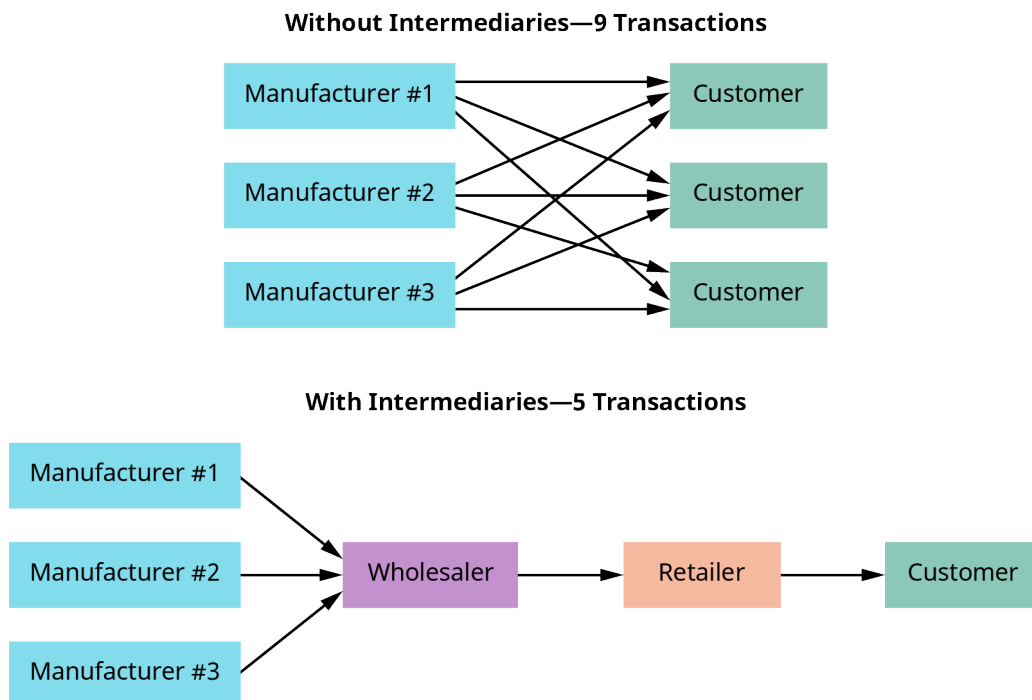 Without Intermediaries—9 Transactions
Manufacturer #1
Customer
Manufacturer #2
Customer
Manufacturer #3
Customer
With Intermediaries—5 Transactions
Manufacturer #1
Manufacturer #2
Wholesaler
Retailer
Customer
Manufacturer #3